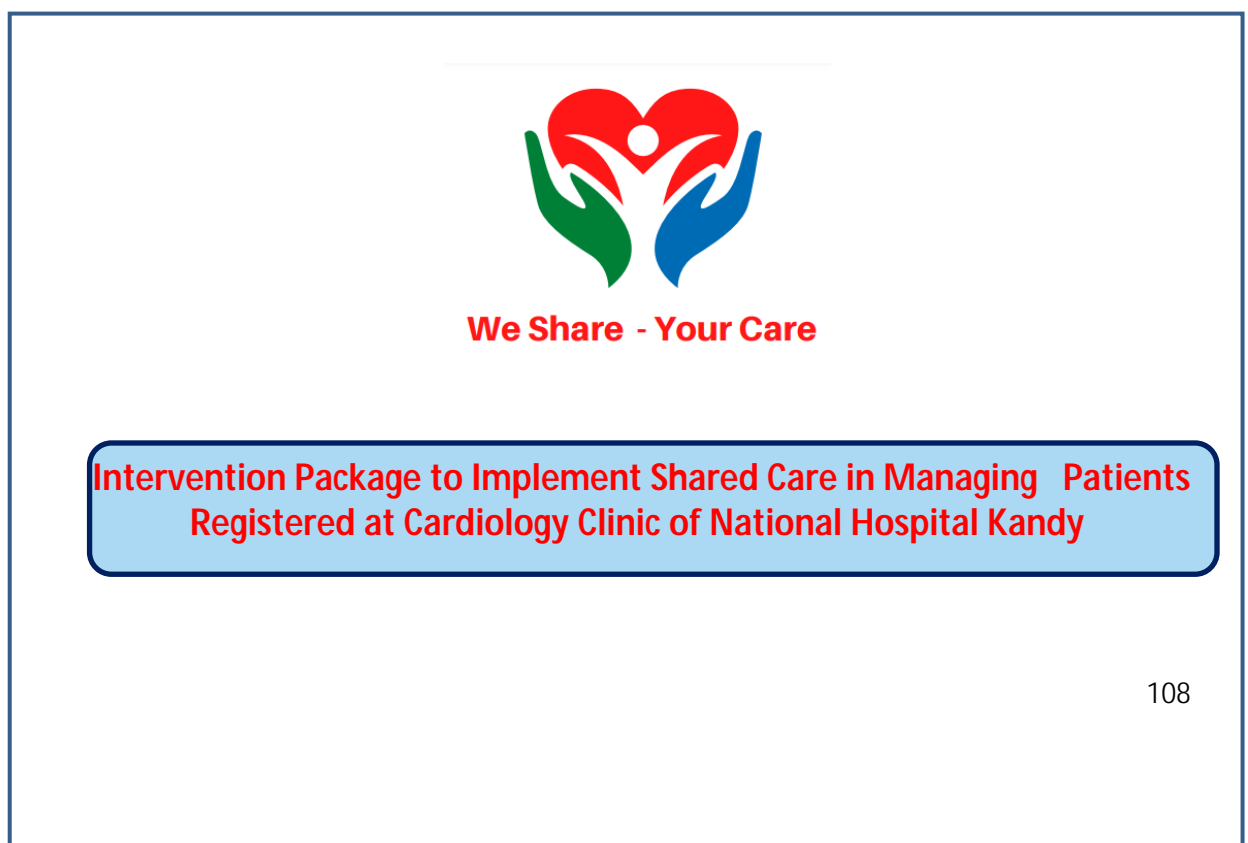 We Share - Your Care
Intervention Package to Implement Shared Care in Managing Patients
Registered at Cardiology Clinic of National Hospital Kandy
108